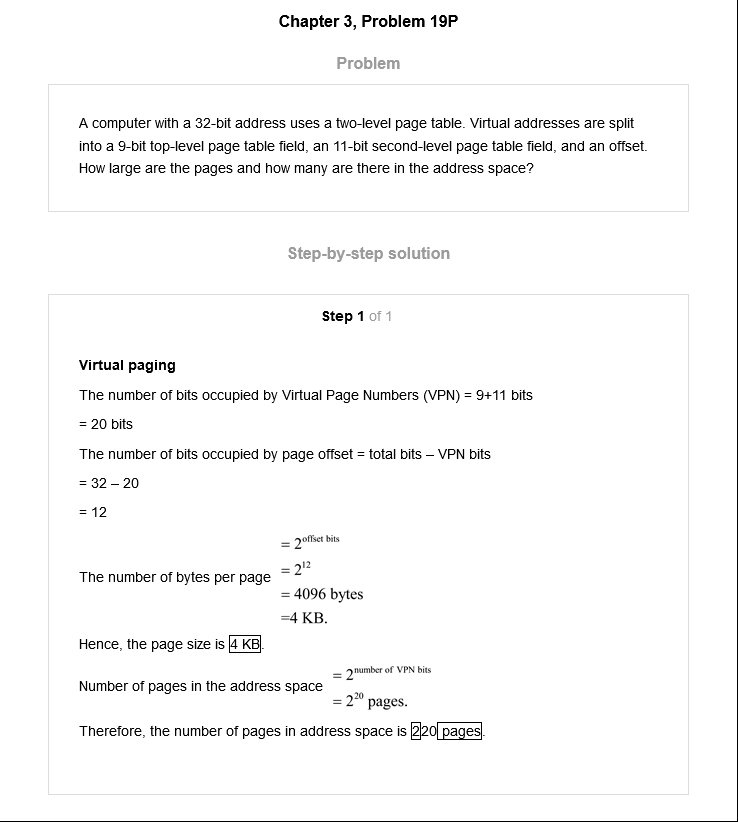 Chapter 3, Problem 19P
Problem
A computer with a 32-bit address uses a two-level page table. Virtual addresses are split
into a 9-bit top-level page table field, an 11-bit second-level page table field, and an offset.
How large are the pages and how many are there in the address space?
Step-by-step solution
Step 1 of 1
Virtual paging
The number of bits occupied by Virtual Page Numbers (VPN) = 9+11 bits
= 20 bits
The number of bits occupied by page offset = total bits – VPN bits
= 32 – 20
= 12
The number of bytes per page
= 2^offset bits
= 2^12
= 4096 bytes
=4 KB.
Hence, the page size is 4 KB.
Number of pages in the address space
= 2^number of VPN bits
= 2^20 pages.
Therefore, the number of pages in address space is 220 pages.